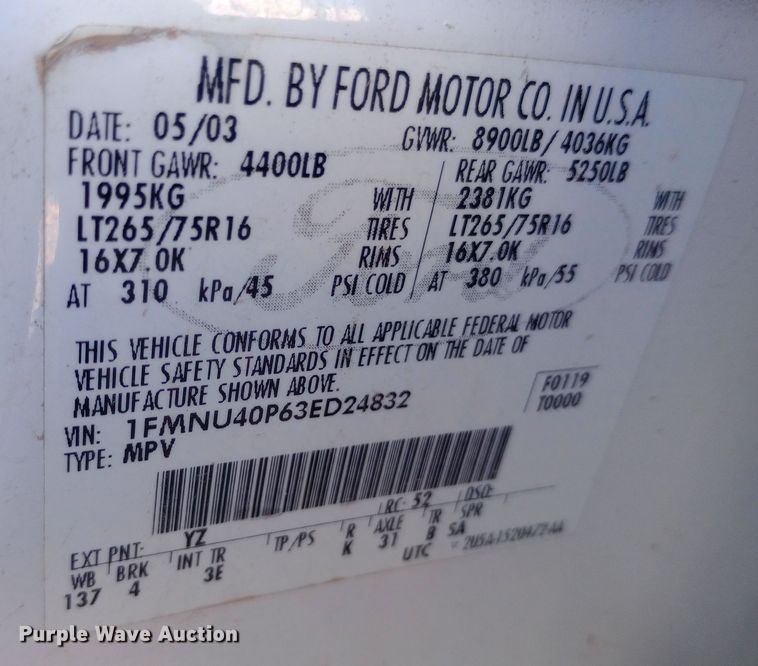 MFD. BY FORD MOTOR CO. IN U.S.A.
DATE: 05/03 GVWR: 8900LB/ 4036KG
FRONT GAWR: 4400LB REAR GAWR: 5250LB
1995KG WITH 2381KG WITH
LT265/75R16 TIRES LT265/75R16 TIRES
16X7.0K RIMS 16X7.0K RIMS
AT 310 kPa/45 PSI COLD AT 380 kPa/55 PSI COLD
Ford
THIS VEHICLE CONFORMS TO ALL APPLICABLE FEDERAL MOTOR
VEHICLE SAFETY STANDARDS IN EFFECT ON THE DATE OF
MANUFACTURE SHOWN ABOVE.
VIN: 1FMNU40P63ED24832 F0119
TYPE: MPV T0000
EXT PNT: YZ RC: 52 DSO:
WB BRK INT TR TP/PS R AXLE TR SPR
137 4 3E K 31 B SA
UTC
Purple Wave Auction